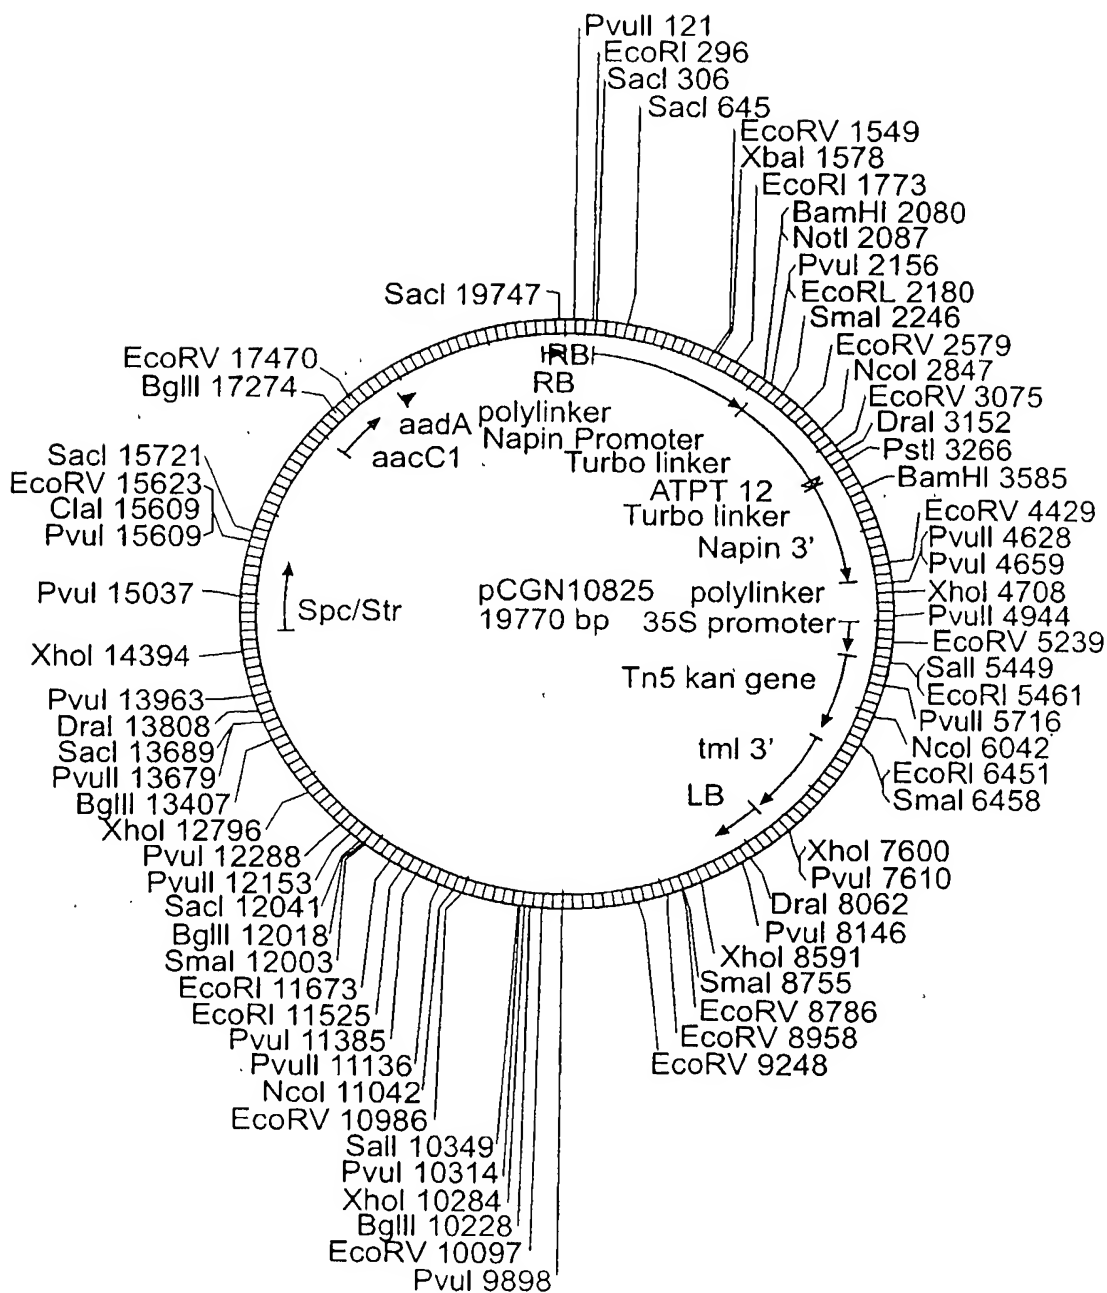 PvuII 121
EcoRI 296
SacI 306
SacI 645
EcoRV 1549
XbaI 1578
EcoRI 1773
BamHI 2080
NotI 2087
PvuI 2156
EcoRL 2180
SmaI 2246
EcoRV 2579
NcoI 2847
EcoRV 3075
DraI 3152
PstI 3266
BamHI 3585
EcoRV 4429
PvuII 4628
PvuI 4659
XhoI 4708
PvuII 4944
EcoRV 5239
SalI 5449
EcoRI 5461
PvuII 5716
NcoI 6042
EcoRI 6451
SmaI 6458
XhoI 7600
PvuI 7610
DraI 8062
PvuI 8146
XhoI 8591
SmaI 8755
EcoRV 8786
EcoRV 8958
EcoRV 9248
PvuI 9898
EcoRV 10097
BglII 10228
XhoI 10284
PvuI 10314
SalI 10349
EcoRV 10986
NcoI 11042
PvuII 11136
PvuI 11385
EcoRI 11525
EcoRI 11673
SmaI 12003
BglII 12018
SacI 12041
PvuII 12153
PvuI 12288
XhoI 12796
BglII 13407
PvuII 13679
SacI 13689
DraI 13808
PvuI 13963
XhoI 14394
PvuI 15037
PvuI 15609
ClaI 15609
EcoRV 15623
SacI 15721
BglII 17274
EcoRV 17470
SacI 19747
RB
RB
polylinker
Napin Promoter
Turbo linker
ATPT 12
Turbo linker
Napin 3'
polylinker
35S promoter
Tn5 kan gene
tml 3'
LB
Spc/Str
aacC1
aadA
pCGN10825
19770 bp